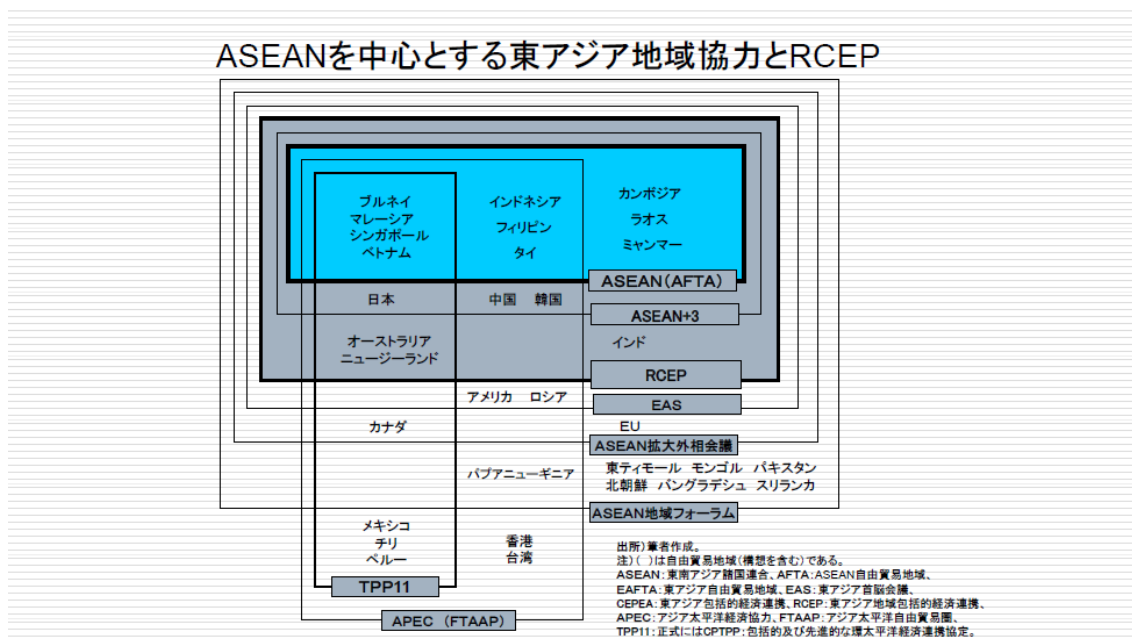 ASEANを中心とする東アジア地域協力とRCEP
ブルネイ
マレーシア
シンガポール
ベトナム
インドネシア
フィリピン
タイ
カンボジア
ラオス
ミャンマー
ASEAN(AFTA)
日本
中国 韓国
ASEAN+3
オーストラリア
ニュージーランド
インド
RCEP
アメリカ ロシア
EAS
カナダ
EU
ASEAN拡大外相会議
パプアニューギニア
東ティモール モンゴル パキスタン
北朝鮮 バングラデシュ スリランカ
ASEAN地域フォーラム
メキシコ
チリ
ペルー
香港
台湾
TPP11
APEC (FTAAP)
出所)筆者作成。
注)( )は自由貿易地域(構想を含む)である。
ASEAN:東南アジア諸国連合、AFTA:ASEAN自由貿易地域、
EAFTA:東アジア自由貿易地域、EAS:東アジア首脳会議、
CEPEA:東アジア包括的経済連携、RCEP:東アジア地域包括的経済連携、
APEC:アジア太平洋経済協力、FTAAP:アジア太平洋自由貿易圏、
TPP11:正式にはCPTPP:包括的及び先進的な環太平洋経済連携協定。